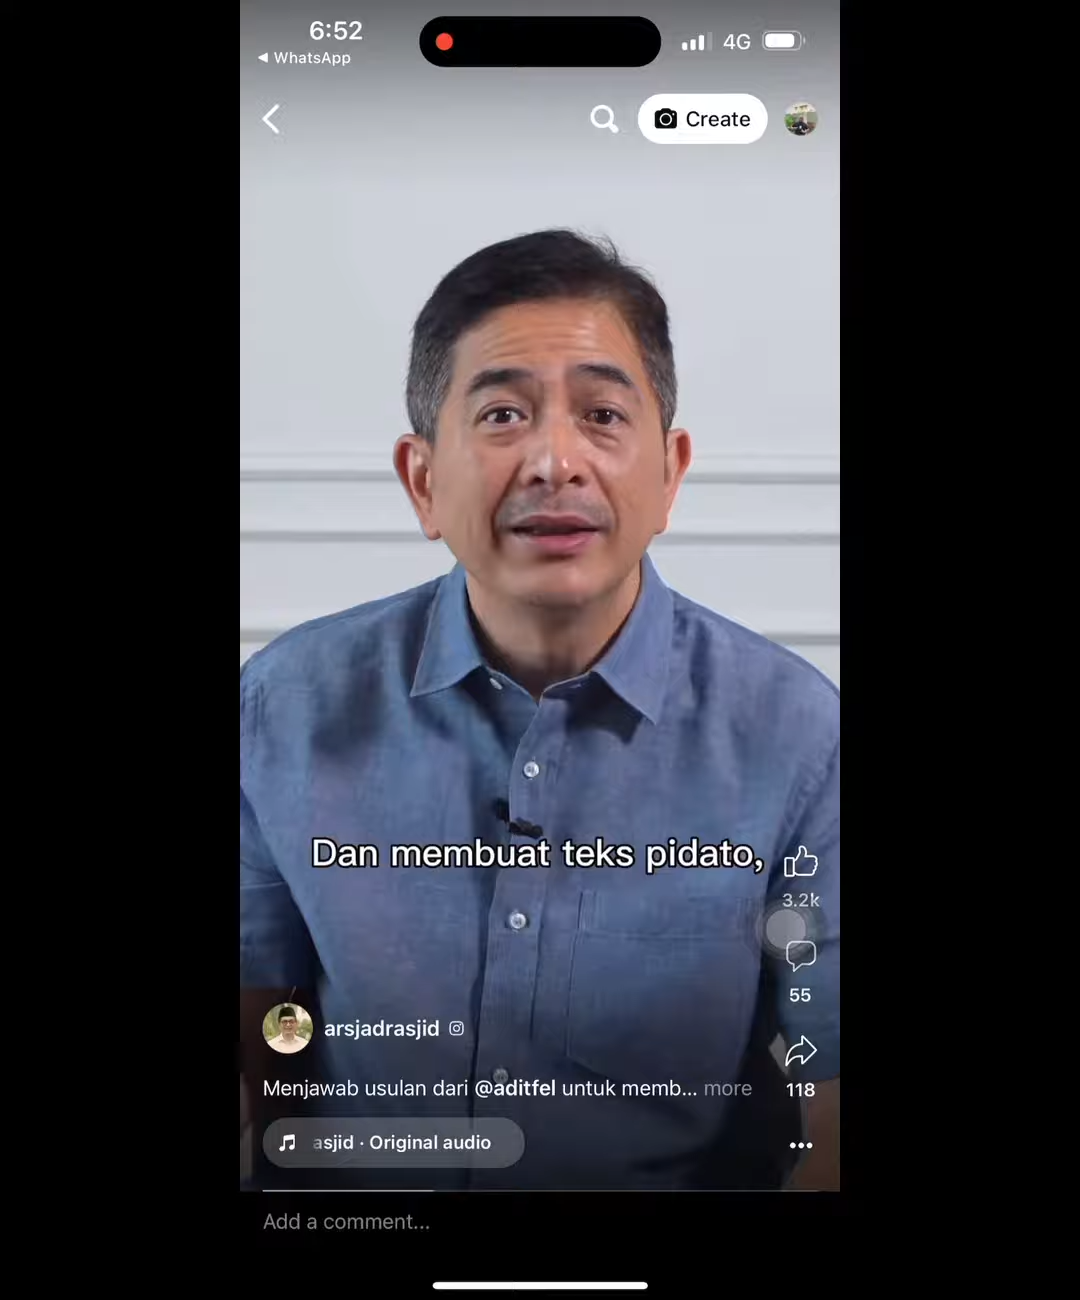 6:52
4G
◀ WhatsApp
Create
Dan membuat teks pidato,
3.2k
55
arsjadrasjid
Menjawab usulan dari @aditfel untuk memb... more
118
asjid · Original audio
Add a comment...